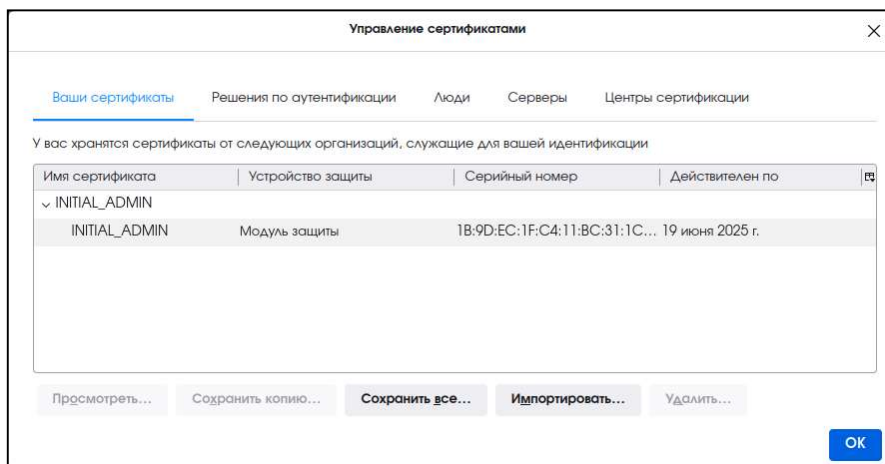 Управление сертификатами
Ваши сертификаты Решения по аутентификации Люди Серверы Центры сертификации
У вас хранятся сертификаты от следующих организаций, служащие для вашей идентификации
Имя сертификата Устройство защиты Серийный номер Действителен по
INITIAL_ADMIN
INITIAL_ADMIN Модуль защиты 1B:9D:EC:1F:C4:11:BC:31:1C... 19 июня 2025 г.
Просмотреть... Сохранить копию... Сохранить все... Импортировать... Удалить...
ОК